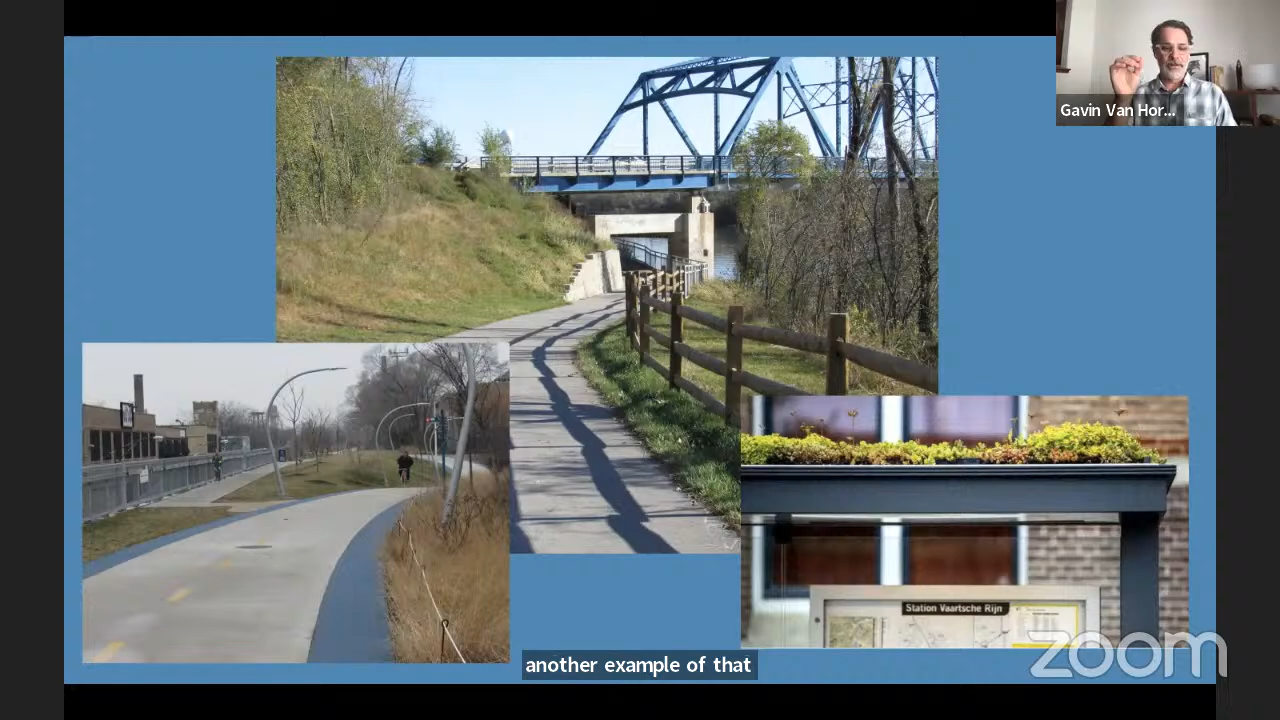 Gavin Van Hor...
Station Vaartsche Rijn
another example of that
zoom